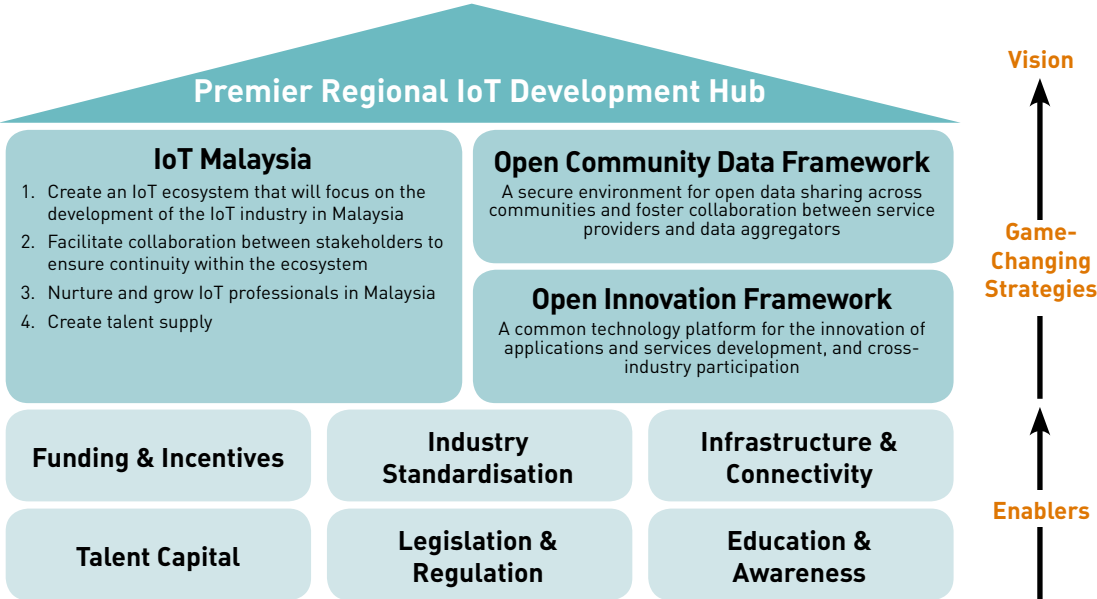 Premier Regional IoT Development Hub
IoT Malaysia
1. Create an IoT ecosystem that will focus on the
development of the IoT industry in Malaysia
2. Facilitate collaboration between stakeholders to
ensure continuity within the ecosystem
3. Nurture and grow IoT professionals in Malaysia
4. Create talent supply
Open Community Data Framework
A secure environment for open data sharing across
communities and foster collaboration between service
providers and data aggregators
Open Innovation Framework
A common technology platform for the innovation of
applications and services development, and cross-
industry participation
Funding & Incentives
Industry
Standardisation
Infrastructure &
Connectivity
Talent Capital
Legislation &
Regulation
Education &
Awareness
Vision
Game-
Changing
Strategies
Enablers